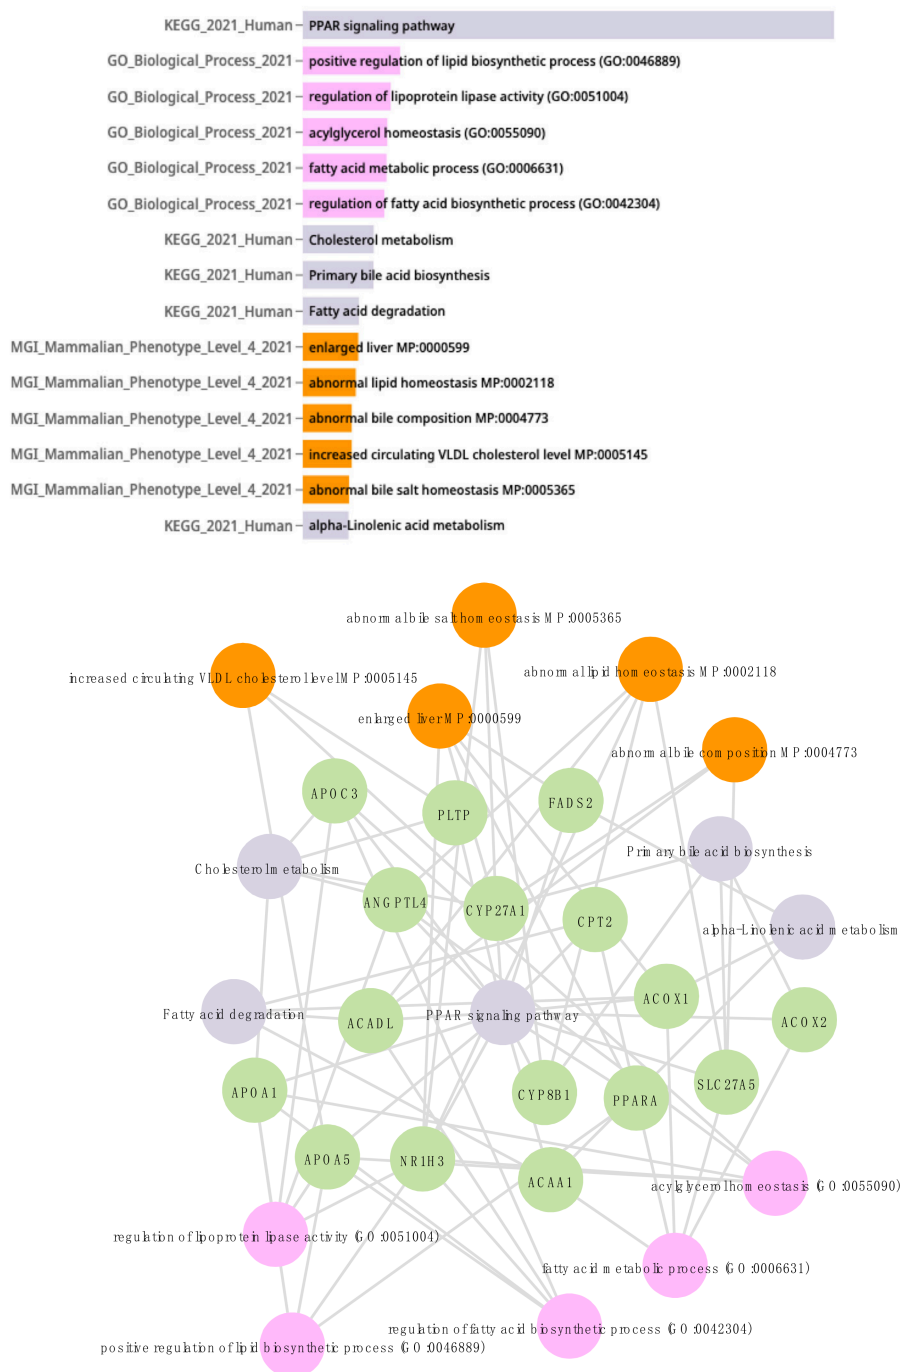 KEGG_2021_Human PPAR signaling pathway
GO_Biological_Process_2021 positive regulation of lipid biosynthetic process (GO:0046889)
GO_Biological_Process_2021 regulation of lipoprotein lipase activity (GO:0051004)
GO_Biological_Process_2021 acylglycerol homeostasis (GO:0055090)
GO_Biological_Process_2021 fatty acid metabolic process (GO:0006631)
GO_Biological_Process_2021 regulation of fatty acid biosynthetic process (GO:0042304)
KEGG_2021_Human Cholesterol metabolism
KEGG_2021_Human Primary bile acid biosynthesis
KEGG_2021_Human Fatty acid degradation
MGI_Mammalian_Phenotype_Level_4_2021 enlarged liver MP:0000599
MGI_Mammalian_Phenotype_Level_4_2021 abnormal lipid homeostasis MP:0002118
MGI_Mammalian_Phenotype_Level_4_2021 abnormal bile composition MP:0004773
MGI_Mammalian_Phenotype_Level_4_2021 increased circulating VLDL cholesterol level MP:0005145
MGI_Mammalian_Phenotype_Level_4_2021 abnormal bile salt homeostasis MP:0005365
KEGG_2021_Human alpha-Linolenic acid metabolism
abnormal bile salt homeostasis MP:0005365
abnormal lipid homeostasis MP:0002118
increased circulating VLDL cholesterol level MP:0005145
enlarged liver MP:0000599
abnormal bile composition MP:0004773
APOC3
FADS2
PLTP
Primary bile acid biosynthesis
Cholesterol metabolism
ANGPTL4
CYP27A1
CPT2
alpha-Linolenic acid metabolism
ACOX1
Fatty acid degradation
PPAR signaling pathway
ACADL
ACOX2
SLC27A5
APOA1
CYP8B1
PPARA
APOA5
NR1H3
ACAA1
acylglycerol homeostasis (GO:0055090)
regulation of lipoprotein lipase activity (GO:0051004)
fatty acid metabolic process (GO:0006631)
regulation of fatty acid biosynthetic process (GO:0042304)
positive regulation of lipid biosynthetic process (GO:0046889)